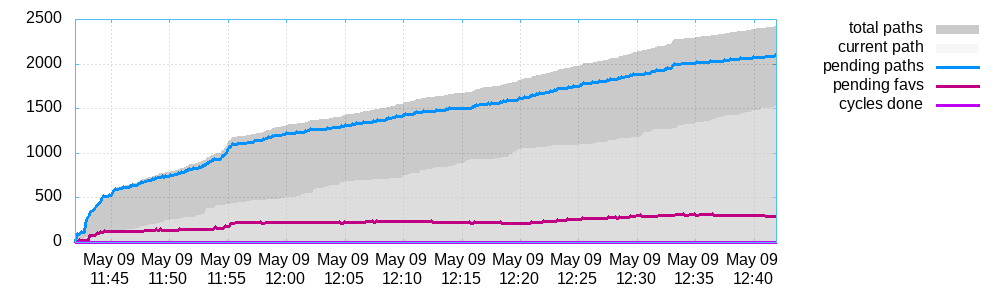 2500
2000
1500
1000
500
0
May 09 May 09 May 09 May 09 May 09 May 09 May 09 May 09 May 09 May 09 May 09 May 09
11:45 11:50 11:55 12:00 12:05 12:10 12:15 12:20 12:25 12:30 12:35 12:40
total paths
current path
pending paths
pending favs
cycles done